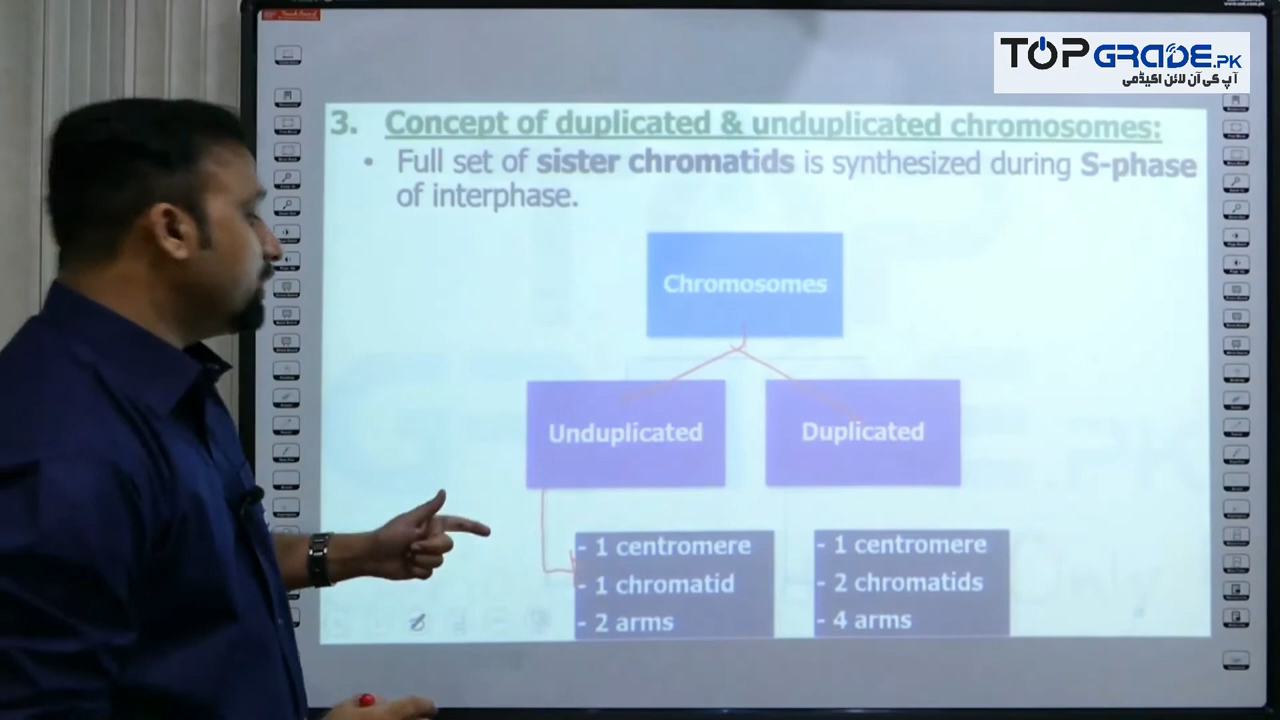 TOPGRADE.PK
آپ کی آن لائن اکیڈمی
3. Concept of duplicated & unduplicated chromosomes:
• Full set of sister chromatids is synthesized during S-phase
of interphase.
Chromosomes
Unduplicated
Duplicated
- 1 centromere
- 1 chromatid
- 2 arms
- 1 centromere
- 2 chromatids
- 4 arms